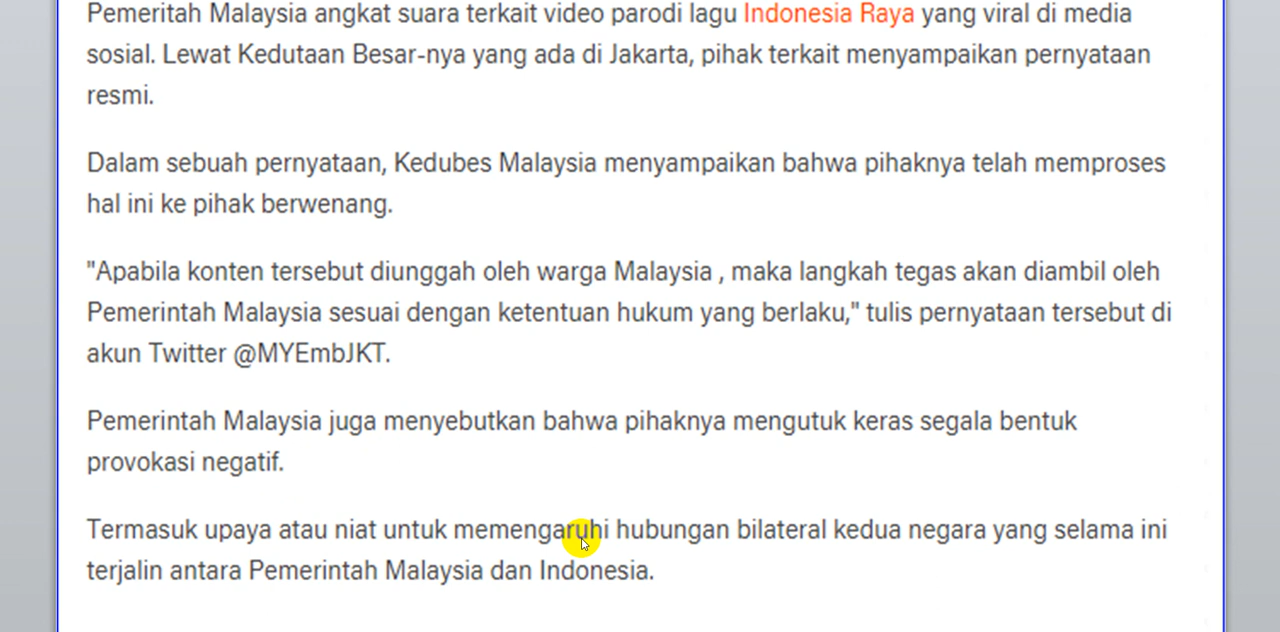 Pemeritah Malaysia angkat suara terkait video parodi lagu Indonesia Raya yang viral di media
sosial. Lewat Kedutaan Besar-nya yang ada di Jakarta, pihak terkait menyampaikan pernyataan
resmi.
Dalam sebuah pernyataan, Kedubes Malaysia menyampaikan bahwa pihaknya telah memproses
hal ini ke pihak berwenang.
"Apabila konten tersebut diunggah oleh warga Malaysia , maka langkah tegas akan diambil oleh
Pemerintah Malaysia sesuai dengan ketentuan hukum yang berlaku," tulis pernyataan tersebut di
akun Twitter @MYEmbJKT.
Pemerintah Malaysia juga menyebutkan bahwa pihaknya mengutuk keras segala bentuk
provokasi negatif.
Termasuk upaya atau niat untuk memengaruhi hubungan bilateral kedua negara yang selama ini
terjalin antara Pemerintah Malaysia dan Indonesia.